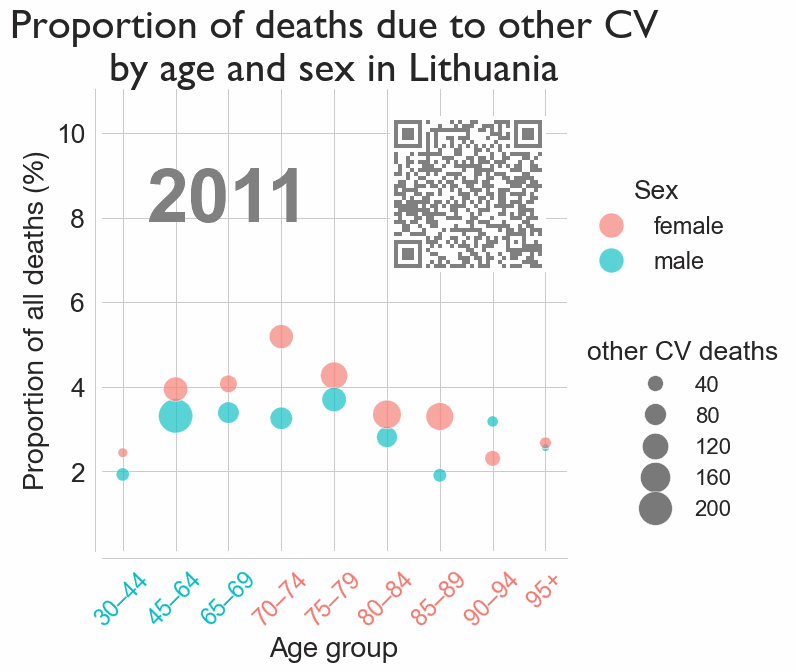 Proportion of deaths due to other CV
by age and sex in Lithuania
10
8
6
4
2
Proportion of all deaths (%)
2011
Sex
female
male
other CV deaths
40
80
120
160
200
30–44
45–64
65–69
70–74
75–79
80–84
85–89
90–94
95+
Age group